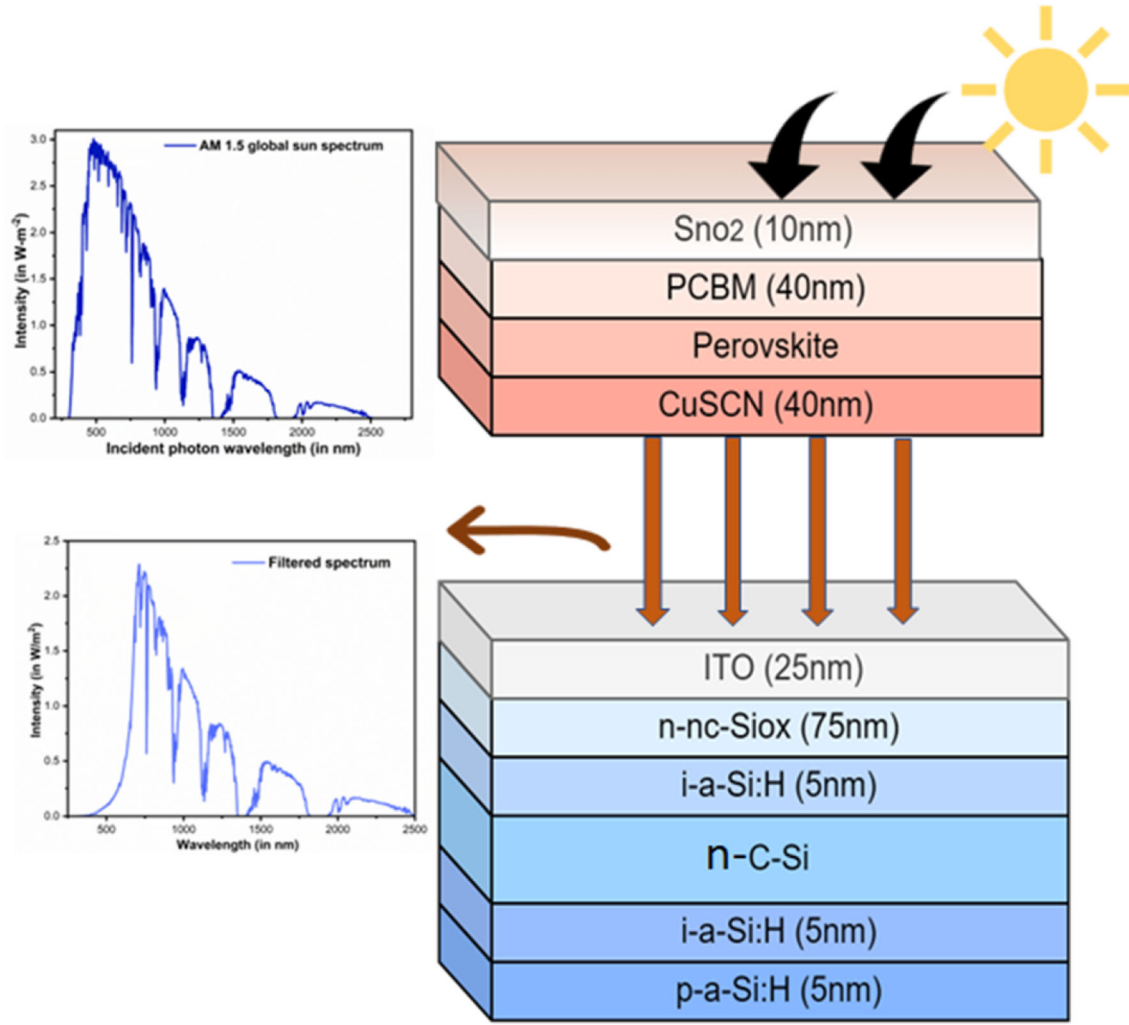 AM 1.5 global sun spectrum
3.0
2.5
2.0
1.5
1.0
0.5
0.0
Intensity (in W-m-2)
500 1000 1500 2000 2500
Incident photon wavelength (in nm)
Sno2 (10nm)
PCBM (40nm)
Perovskite
CuSCN (40nm)
Filtered spectrum
2.5
2.0
1.5
1.0
0.5
0.0
Intensity (in W/m2)
500 1000 1500 2000 2500
Wavelength (in nm)
ITO (25nm)
n-nc-Siox (75nm)
i-a-Si:H (5nm)
n-C-Si
i-a-Si:H (5nm)
p-a-Si:H (5nm)